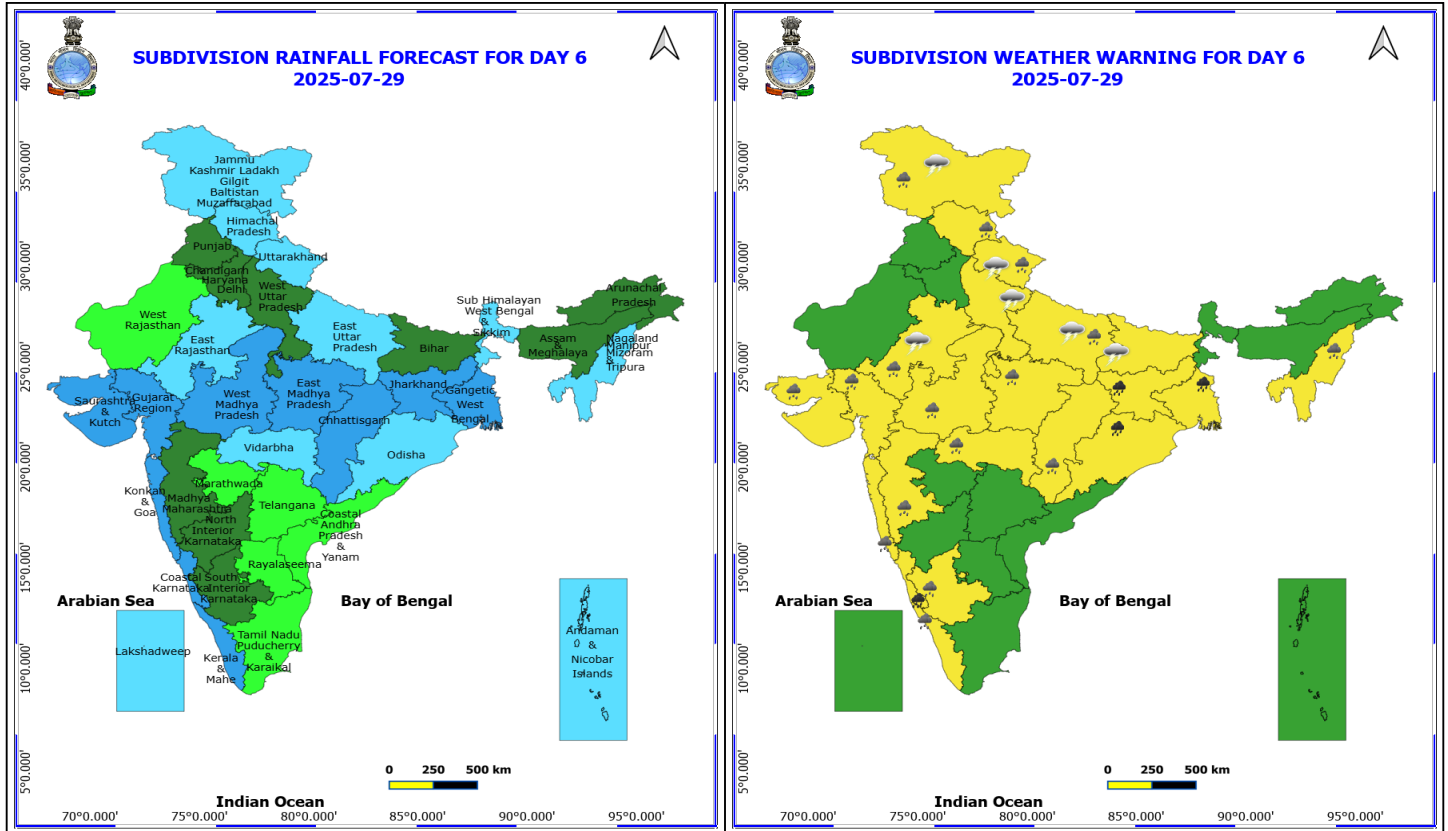 SUBDIVISION RAINFALL FORECAST FOR DAY 6
2025-07-29
40°0.000'
35°0.000'
30°0.000'
25°0.000'
20°0.000'
15°0.000'
10°0.000'
5°0.000'
Jammu
Kashmir Ladakh
Gilgit
Baltistan
Muzaffarabad
Himachal
Pradesh
Punjab
Uttarakhand
Chandigarh
Haryana
Delhi
West
Uttar
Pradesh
West
Rajasthan
East
Rajasthan
East
Uttar
Pradesh
Sub Himalayan
West Bengal
&
Sikkim
Arunachal
Pradesh
Assam
&
Meghalaya
Nagaland
Manipur
Mizoram
&
Tripura
Bihar
Jharkhand
Gangetic
West
Bengal
Saurashtra
&
Kutch
Gujarat
Region
West
Madhya
Pradesh
East
Madhya
Pradesh
Chhattisgarh
Vidarbha
Odisha
Konkan
&
Goa
Madhya
Maharashtra
Marathwada
Telangana
North
Interior
Karnataka
Coastal
Andhra
Pradesh
&
Yanam
Rayalaseema
Coastal
Karnataka
South
Interior
Karnataka
Tamil Nadu
Puducherry
&
Karaikal
Kerala
&
Mahe
Arabian Sea
Bay of Bengal
Lakshadweep
Andaman
&
Nicobar
Islands
0 250 500 km
Indian Ocean
70°0.000' 75°0.000' 80°0.000' 85°0.000' 90°0.000' 95°0.000'
SUBDIVISION WEATHER WARNING FOR DAY 6
2025-07-29
40°0.000'
35°0.000'
30°0.000'
25°0.000'
20°0.000'
15°0.000'
10°0.000'
5°0.000'
Arabian Sea
Bay of Bengal
0 250 500 km
Indian Ocean
70°0.000' 75°0.000' 80°0.000' 85°0.000' 90°0.000' 95°0.000'